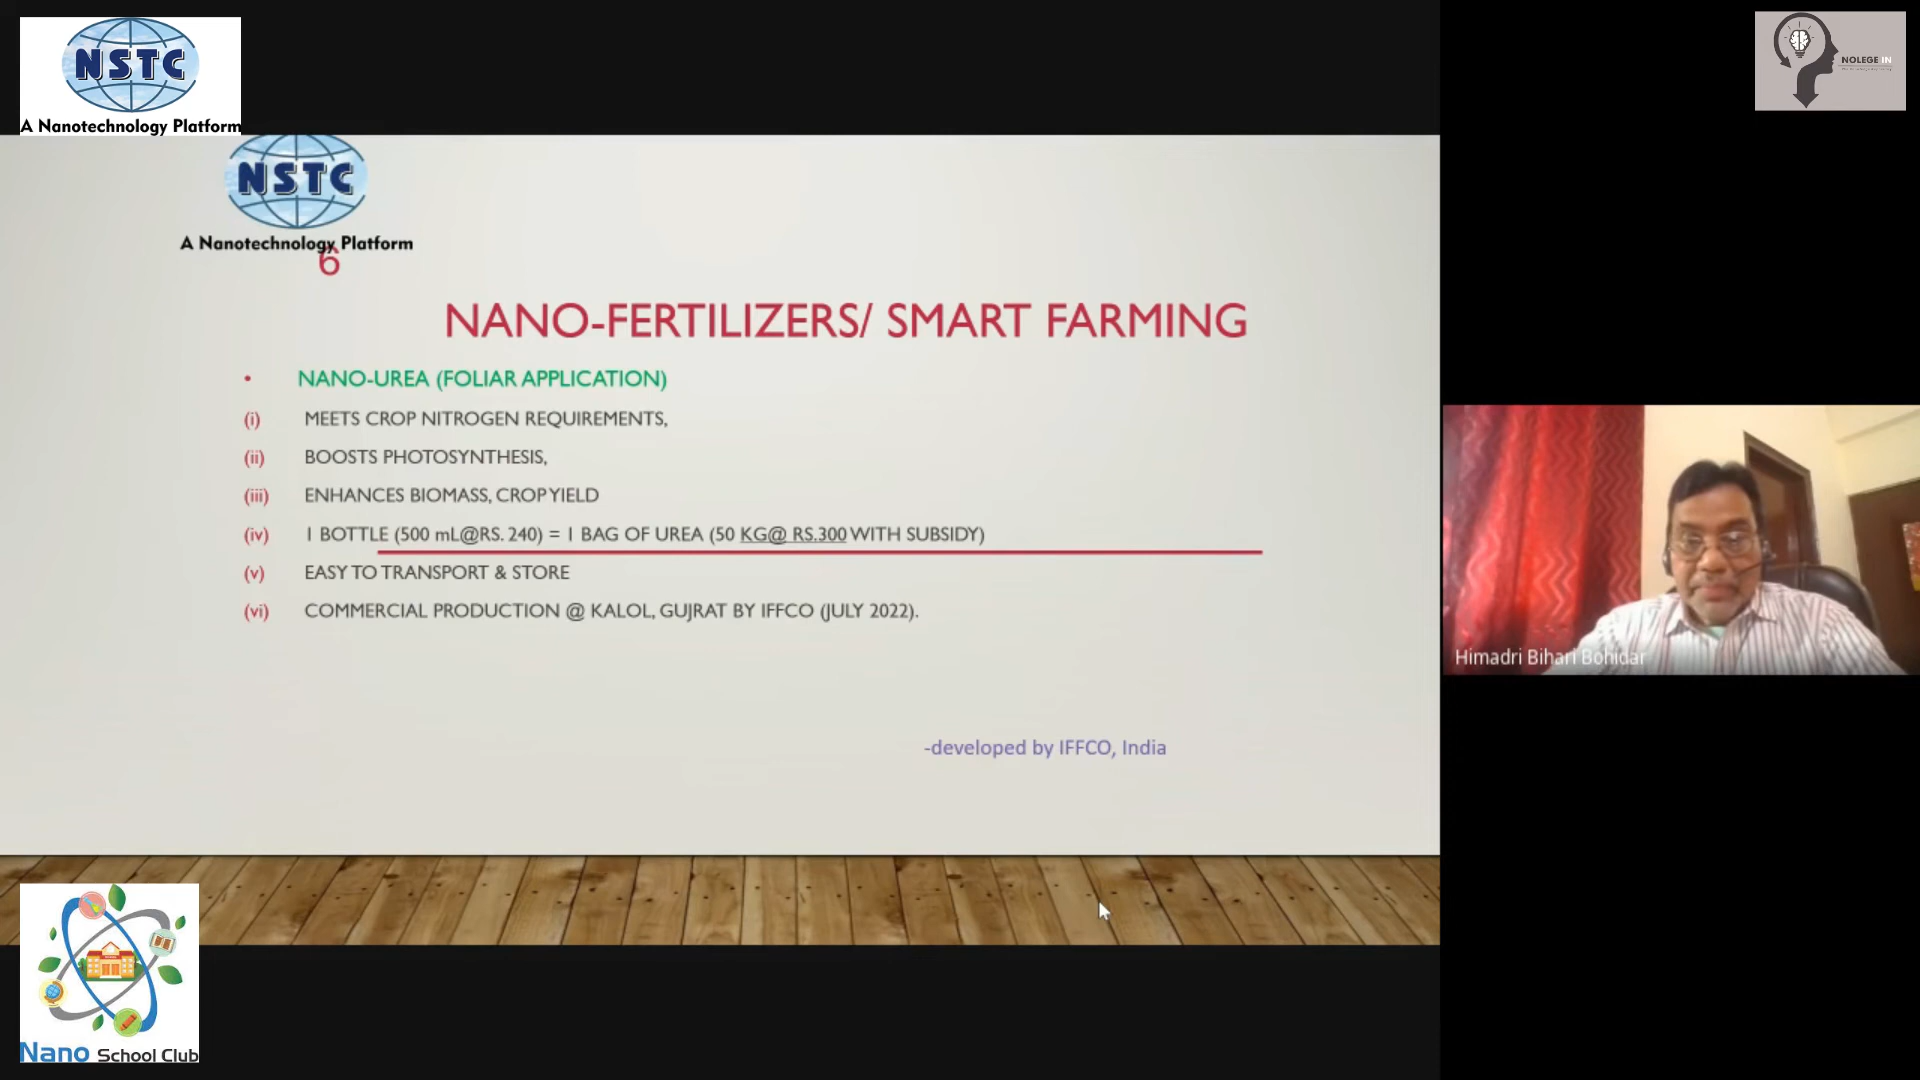 NSTC
A Nanotechnology Platform
NOLEGE IN
NSTC
A Nanotechnology Platform
6
NANO-FERTILIZERS/ SMART FARMING
• NANO-UREA (FOLIAR APPLICATION)
(i) MEETS CROP NITROGEN REQUIREMENTS,
(ii) BOOSTS PHOTOSYNTHESIS,
(iii) ENHANCES BIOMASS, CROP YIELD
(iv) 1 BOTTLE (500 mL@RS. 240) = 1 BAG OF UREA (50 KG@ RS.300 WITH SUBSIDY)
(v) EASY TO TRANSPORT & STORE
(vi) COMMERCIAL PRODUCTION @ KALOL, GUJRAT BY IFFCO (JULY 2022).
-developed by IFFCO, India
Himadri Bihari Bohidar
Nano School Club